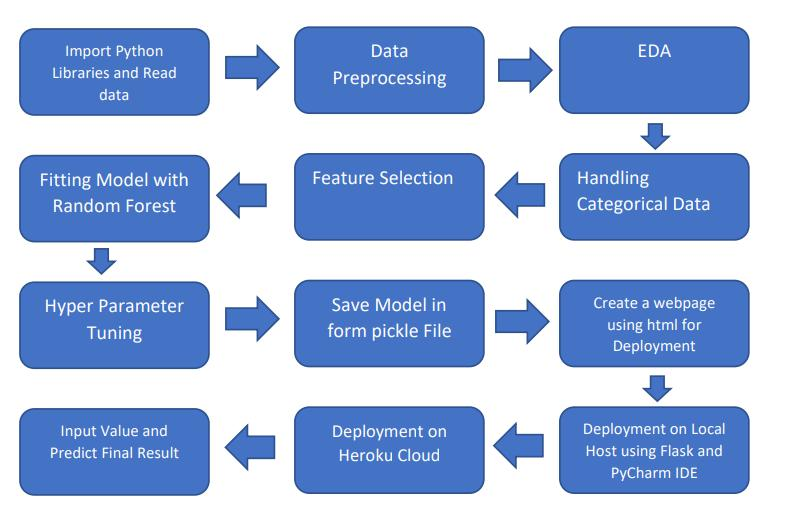 Import Python
Libraries and Read
data
Data
Preprocessing
EDA
Handling
Categorical Data
Feature Selection
Fitting Model with
Random Forest
Hyper Parameter
Tuning
Save Model in
form pickle File
Create a webpage
using html for
Deployment
Deployment on Local
Host using Flask and
PyCharm IDE
Deployment on
Heroku Cloud
Input Value and
Predict Final Result